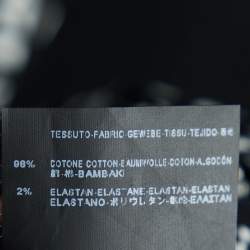 TESSUTO-FABRIC GEWEBE-TISSU-TEJIDO-
98% COTONE COTTON-BAUMWOLLE-COTON-ALGODÓN
綿-BAMBAKI
2% ELASTAN-ELASTANE-ELASTAN-ELASTAN
ELASTANO-ポリウレタン-ΕΛΑΣΤΑΝ